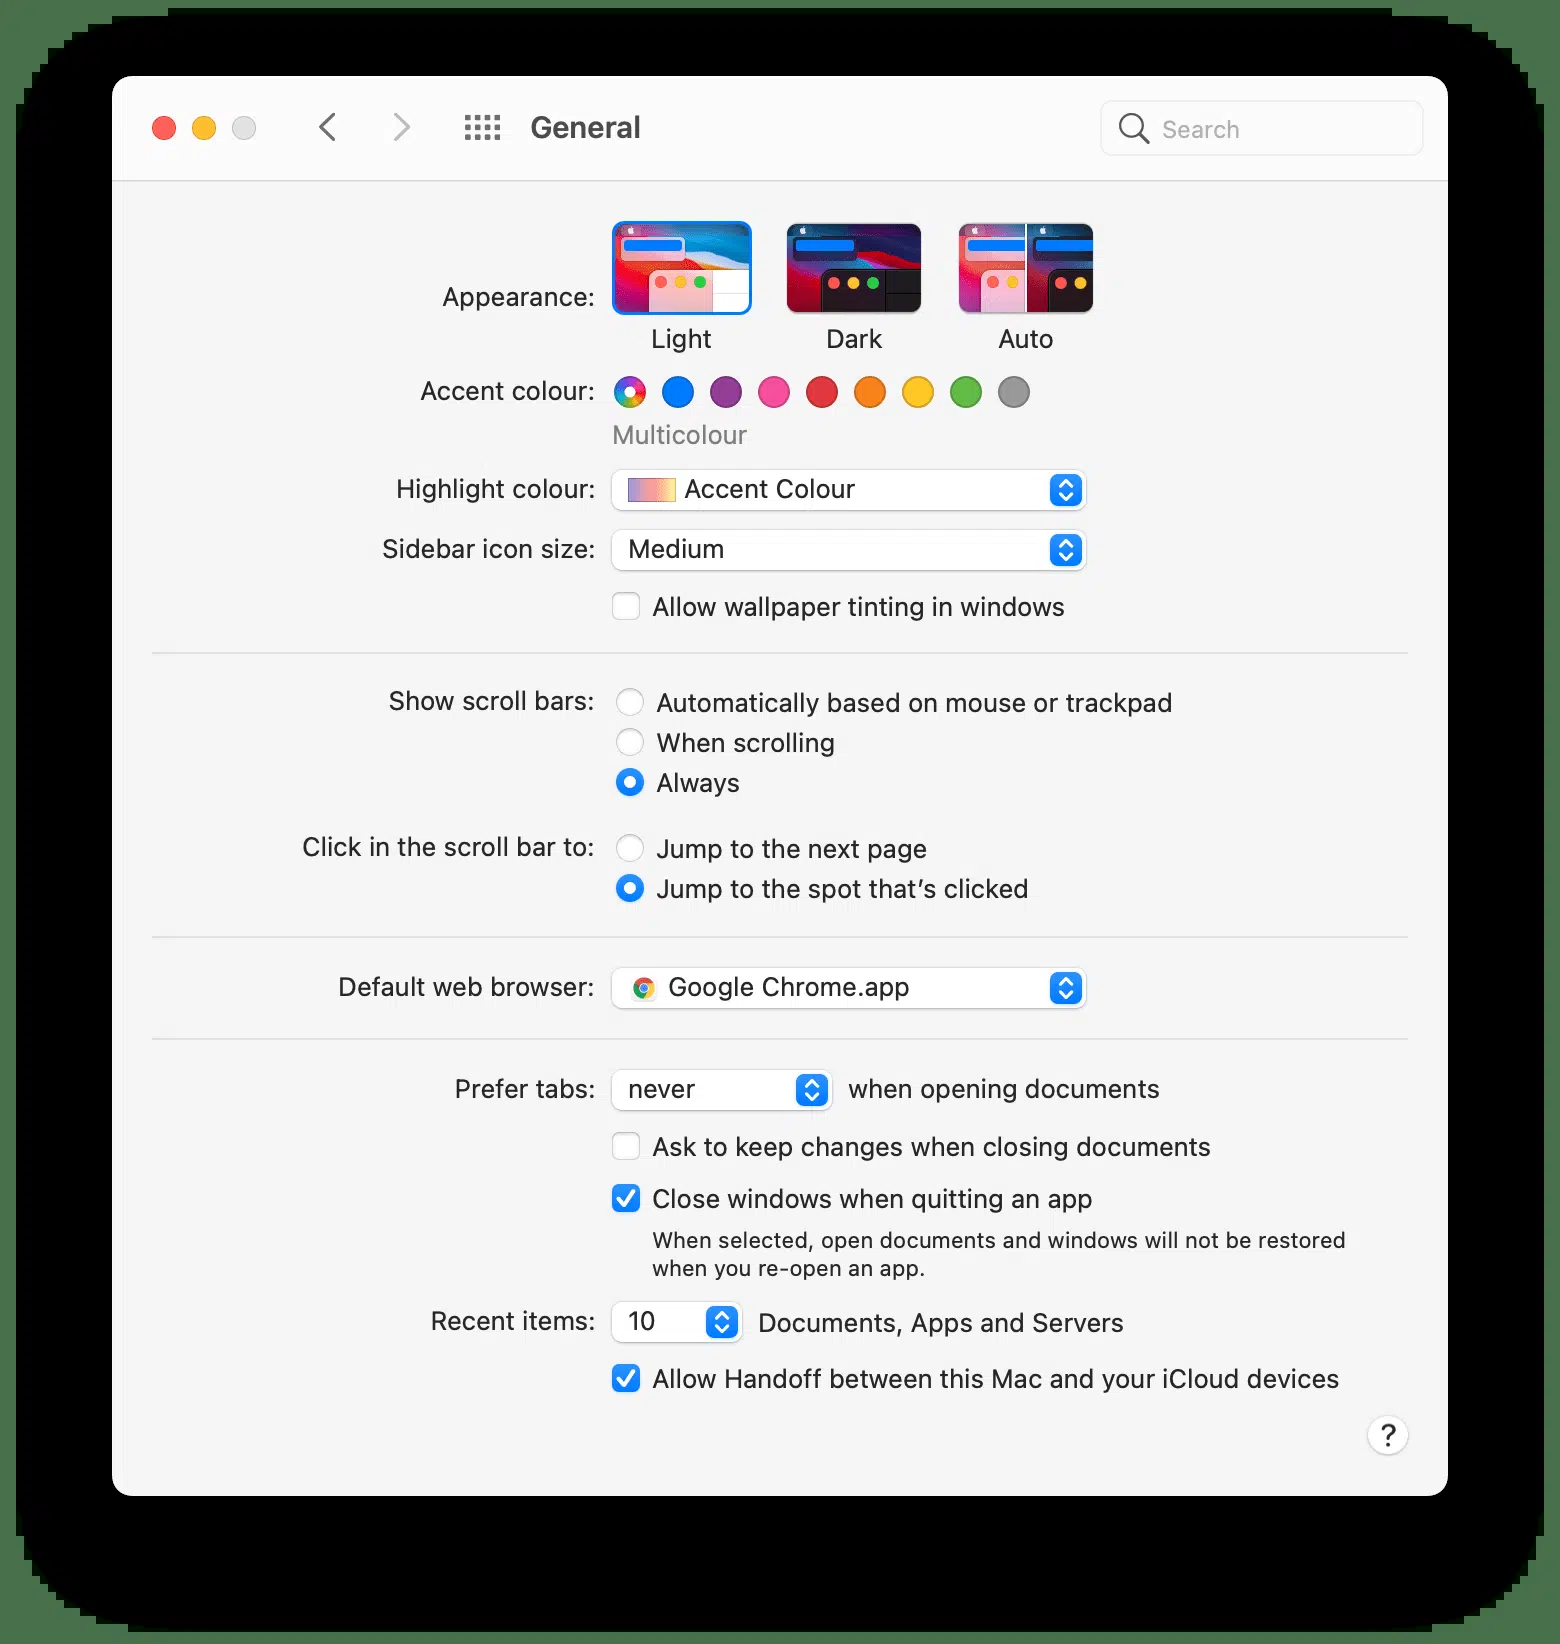 General
Search
Appearance:
Light
Dark
Auto
Accent colour:
Multicolour
Highlight colour: Accent Colour
Sidebar icon size: Medium
Allow wallpaper tinting in windows
Show scroll bars: Automatically based on mouse or trackpad
When scrolling
Always
Click in the scroll bar to: Jump to the next page
Jump to the spot that’s clicked
Default web browser: Google Chrome.app
Prefer tabs: never when opening documents
Ask to keep changes when closing documents
Close windows when quitting an app
When selected, open documents and windows will not be restored
when you re-open an app.
Recent items: 10 Documents, Apps and Servers
Allow Handoff between this Mac and your iCloud devices
?